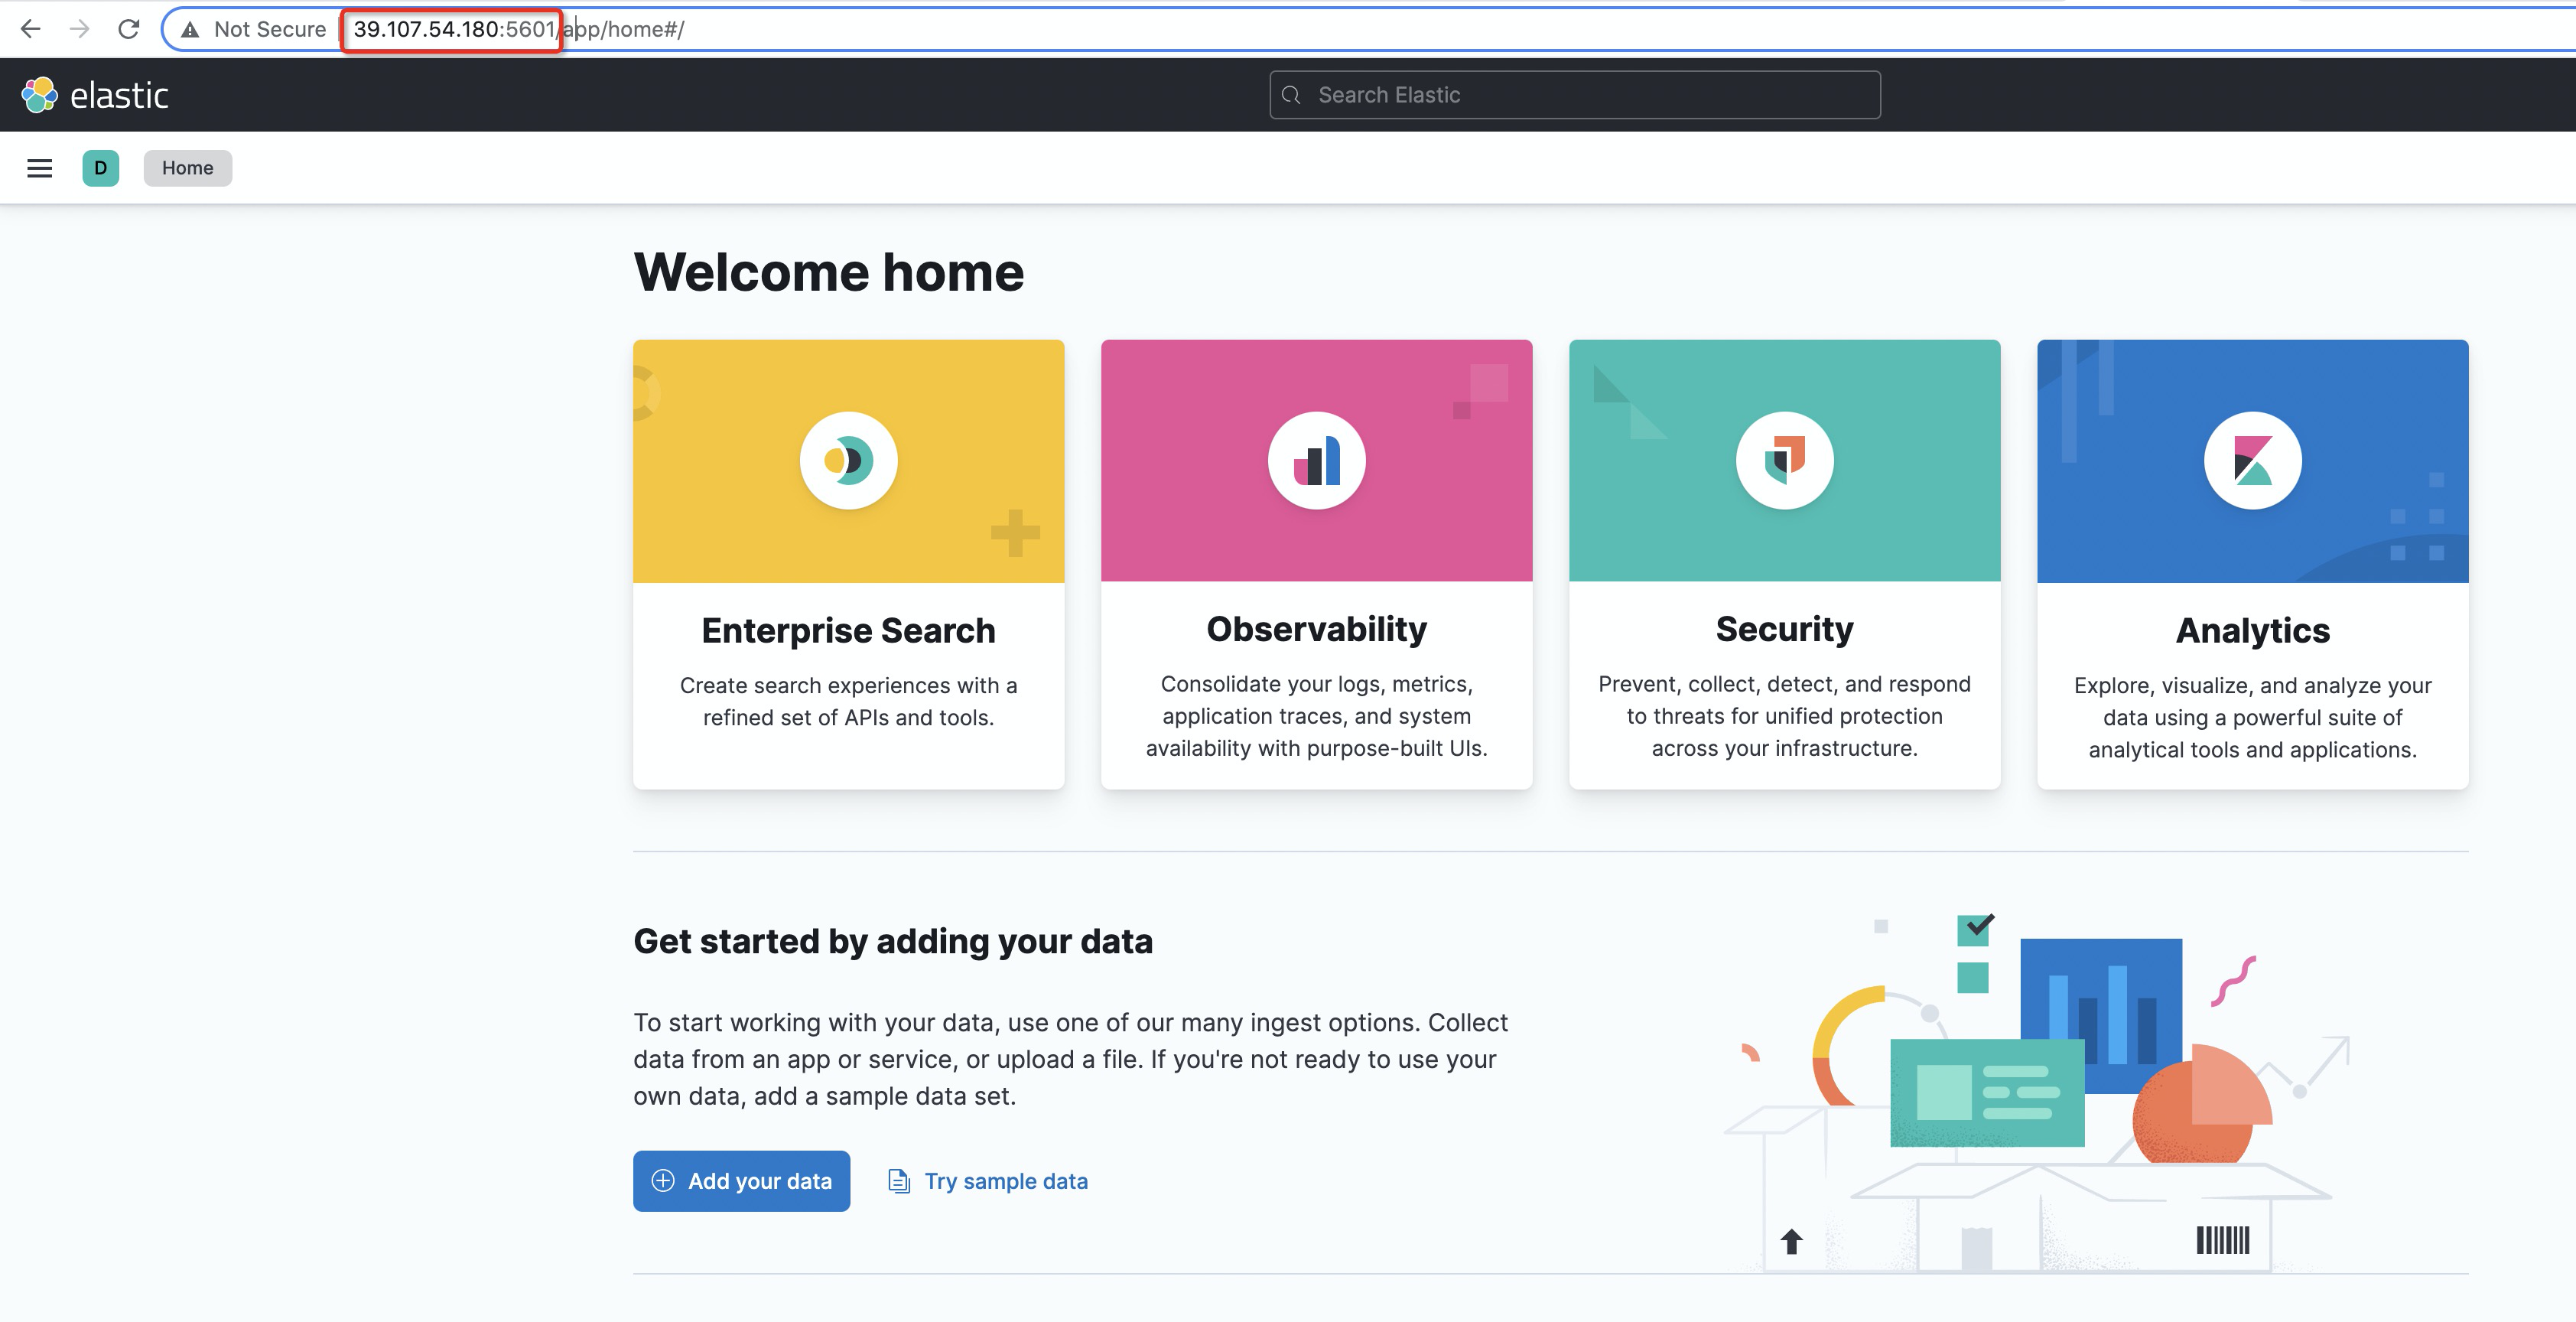 Not Secure 39.107.54.180:5601/app/home#/
elastic
Search Elastic
D
Home
Welcome home
Enterprise Search
Create search experiences with a
refined set of APIs and tools.
Observability
Consolidate your logs, metrics,
application traces, and system
availability with purpose-built UIs.
Security
Prevent, collect, detect, and respond
to threats for unified protection
across your infrastructure.
Analytics
Explore, visualize, and analyze your
data using a powerful suite of
analytical tools and applications.
Get started by adding your data
To start working with your data, use one of our many ingest options. Collect
data from an app or service, or upload a file. If you're not ready to use your
own data, add a sample data set.
Add your data
Try sample data